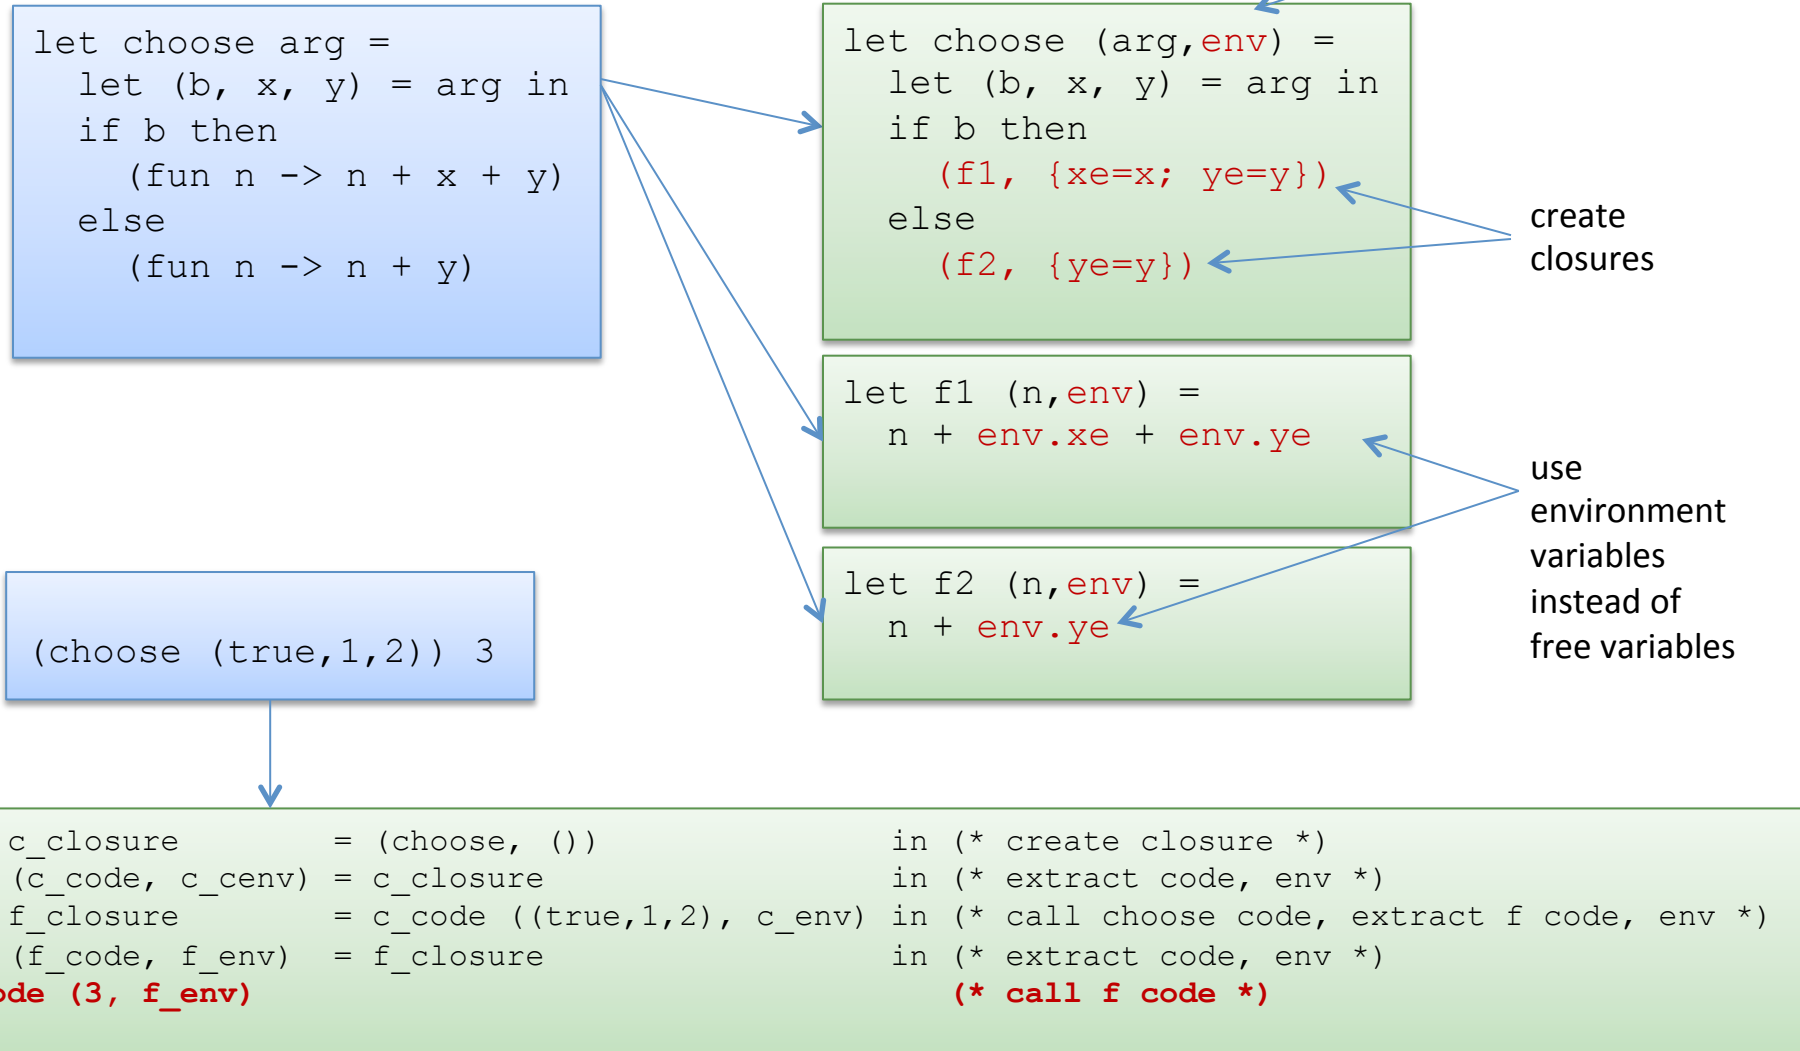 let choose arg =
  let (b, x, y) = arg in
  if b then
    (fun n -> n + x + y)
  else
    (fun n -> n + y)
let choose (arg,env) =
  let (b, x, y) = arg in
  if b then
    (f1, {xe=x; ye=y})
  else
    (f2, {ye=y})
create
closures
let f1 (n,env) =
  n + env.xe + env.ye
use
environment
variables
instead of
free variables
let f2 (n,env) =
  n + env.ye
(choose (true,1,2)) 3
c_closure        = (choose, ())               in (* create closure *)
(c_code, c_cenv) = c_closure                  in (* extract code, env *)
f_closure        = c_code ((true,1,2), c_env) in (* call choose code, extract f code, env *)
(f_code, f_env)  = f_closure                  in (* extract code, env *)
ode (3, f_env)                                   (* call f code *)